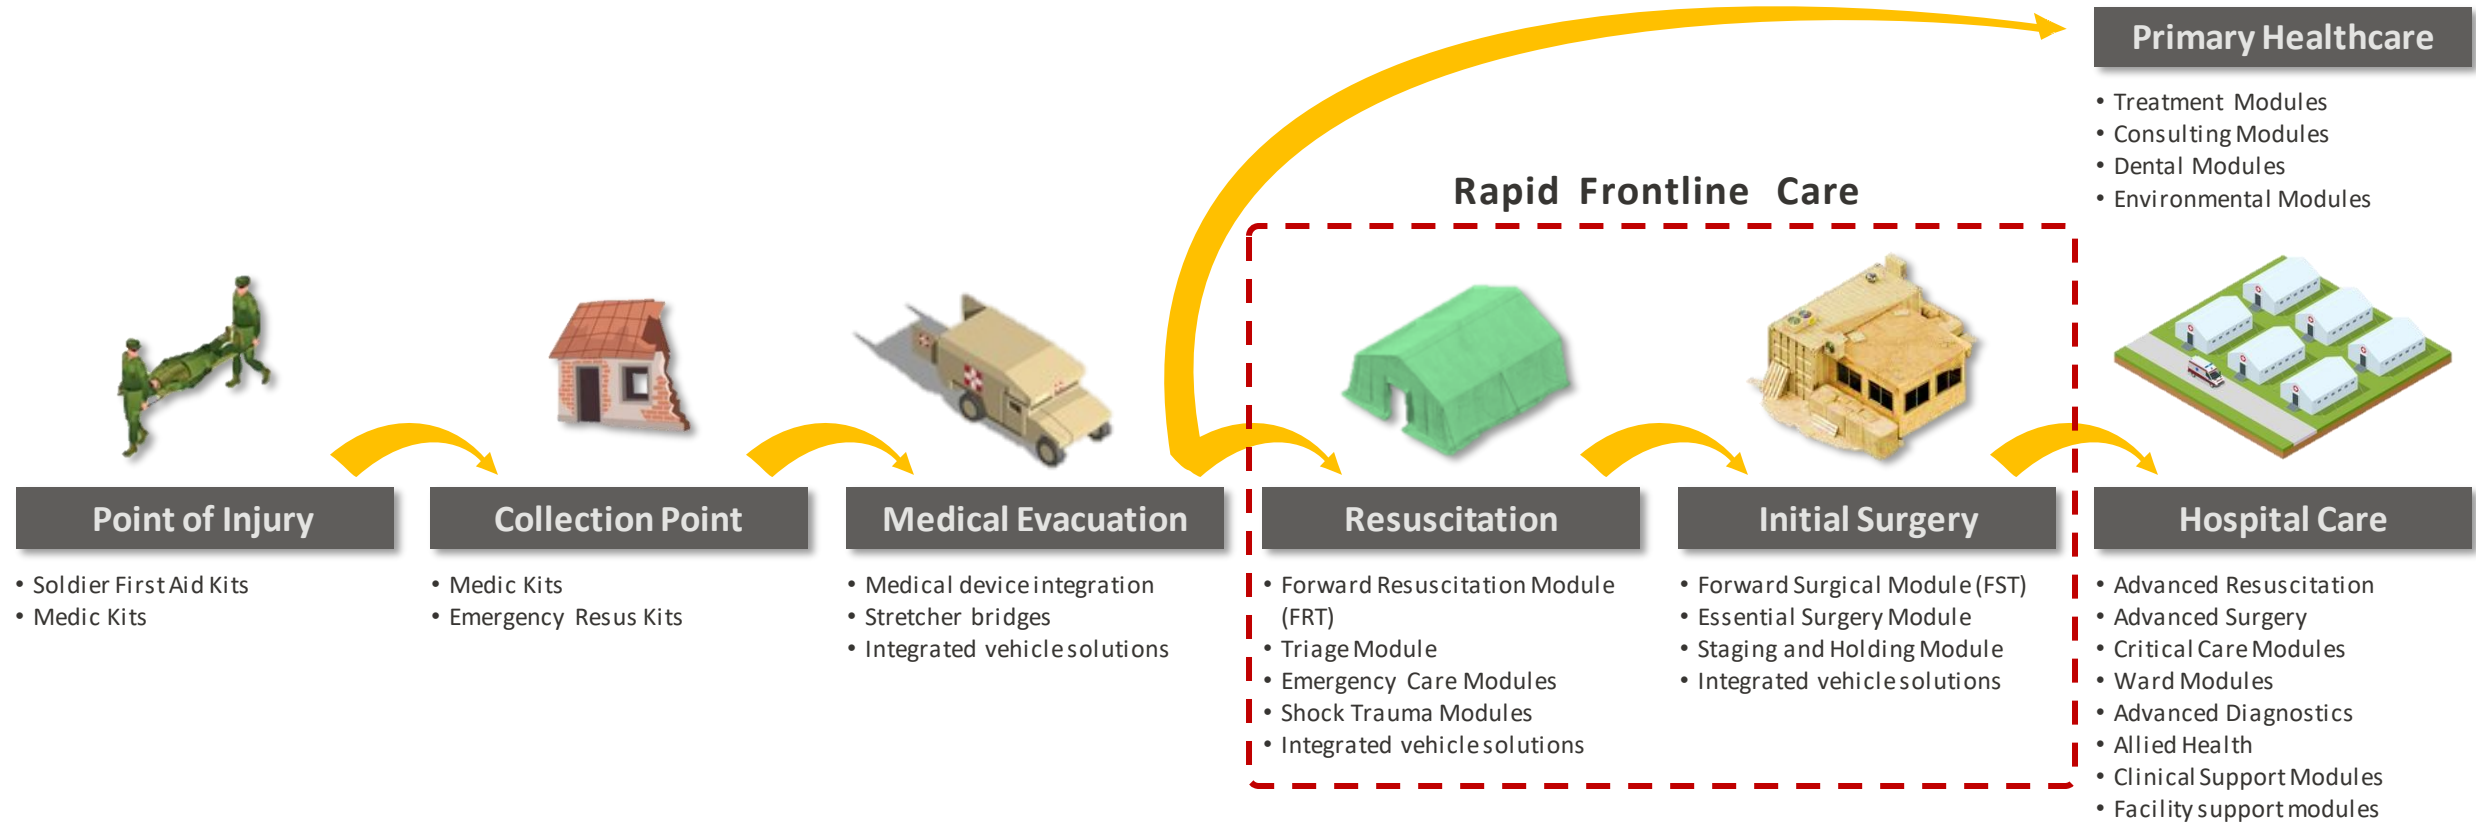 Primary Healthcare
• Treatment Modules
• Consulting Modules
• Dental Modules
• Environmental Modules
Rapid Frontline Care
Point of Injury
• Soldier First Aid Kits
• Medic Kits
Collection Point
• Medic Kits
• Emergency Resus Kits
Medical Evacuation
• Medical device integration
• Stretcher bridges
• Integrated vehicle solutions
Resuscitation
• Forward Resuscitation Module
(FRT)
• Triage Module
• Emergency Care Modules
• Shock Trauma Modules
• Integrated vehicle solutions
Initial Surgery
• Forward Surgical Module (FST)
• Essential Surgery Module
• Staging and Holding Module
• Integrated vehicle solutions
Hospital Care
• Advanced Resuscitation
• Advanced Surgery
• Critical Care Modules
• Ward Modules
• Advanced Diagnostics
• Allied Health
• Clinical Support Modules
• Facility support modules